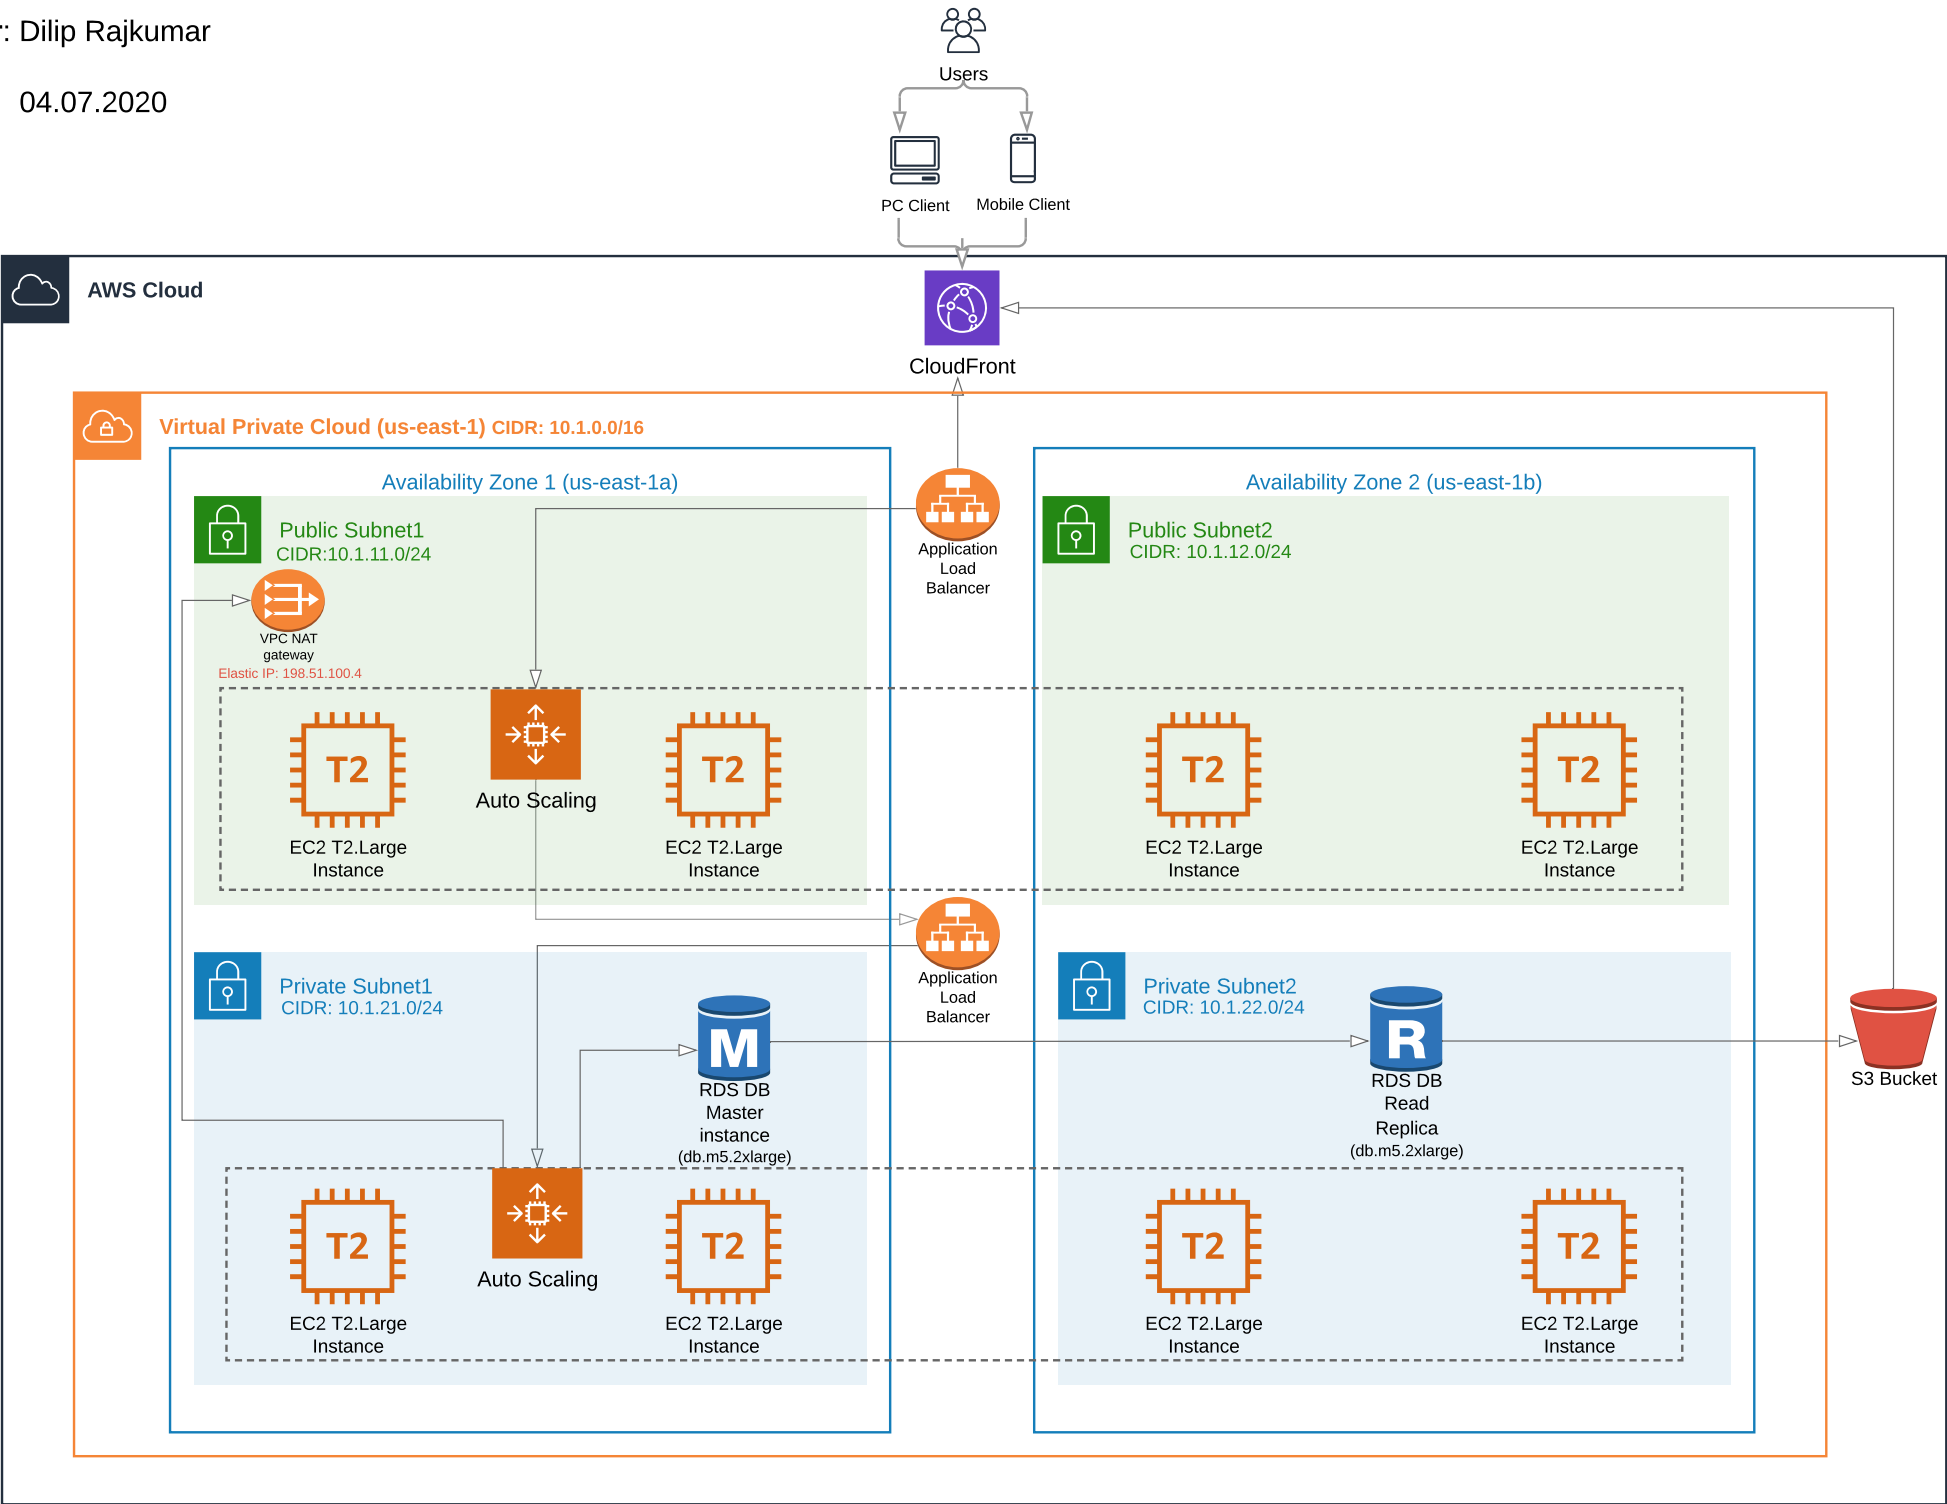 r: Dilip Rajkumar
04.07.2020
Users
PC Client
Mobile Client
AWS Cloud
CloudFront
Virtual Private Cloud (us-east-1) CIDR: 10.1.0.0/16
Availability Zone 1 (us-east-1a)
Availability Zone 2 (us-east-1b)
Public Subnet1
CIDR:10.1.11.0/24
Application
Load
Balancer
Public Subnet2
CIDR: 10.1.12.0/24
VPC NAT
gateway
Elastic IP: 198.51.100.4
T2
EC2 T2.Large
Instance
Auto Scaling
T2
EC2 T2.Large
Instance
T2
EC2 T2.Large
Instance
T2
EC2 T2.Large
Instance
Application
Load
Balancer
Private Subnet1
CIDR: 10.1.21.0/24
M
RDS DB
Master
instance
(db.m5.2xlarge)
Private Subnet2
CIDR: 10.1.22.0/24
R
RDS DB
Read
Replica
(db.m5.2xlarge)
S3 Bucket
T2
EC2 T2.Large
Instance
Auto Scaling
T2
EC2 T2.Large
Instance
T2
EC2 T2.Large
Instance
T2
EC2 T2.Large
Instance